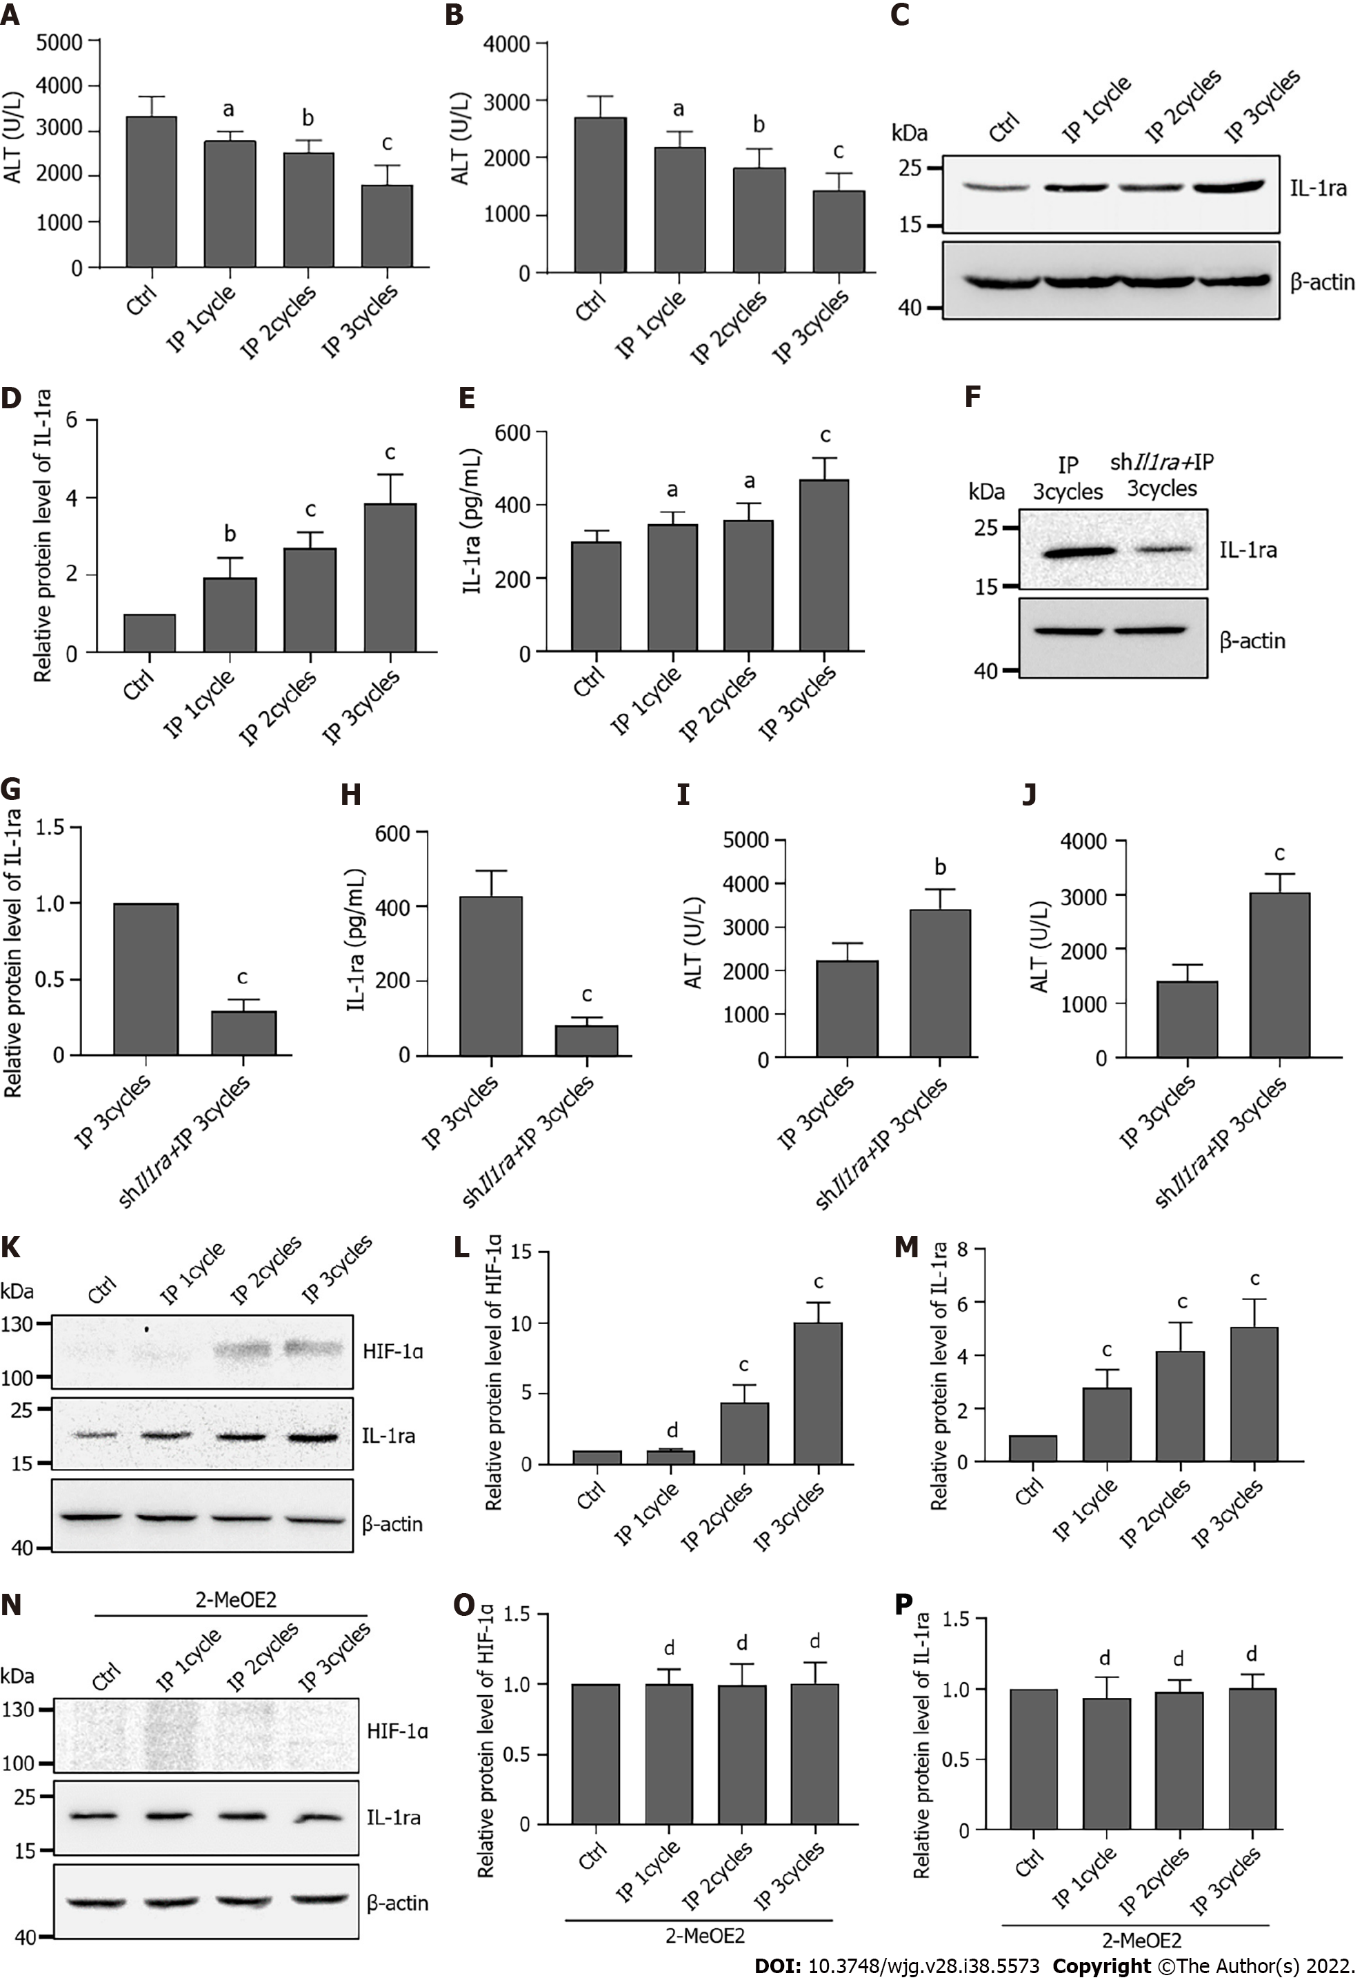 A
ALT (U/L)
5000
4000
3000
2000
1000
0
a
b
c
Ctrl
IP 1cycle
IP 2cycles
IP 3cycles
B
ALT (U/L)
4000
3000
2000
1000
0
a
b
c
Ctrl
IP 1cycle
IP 2cycles
IP 3cycles
C
kDa
Ctrl
IP 1cycle
IP 2cycles
IP 3cycles
25
15
IL-1ra
40
β-actin
D
Relative protein level of IL-1ra
6
4
2
0
b
c
c
Ctrl
IP 1cycle
IP 2cycles
IP 3cycles
E
IL-1ra (pg/mL)
600
400
200
0
a
a
c
Ctrl
IP 1cycle
IP 2cycles
IP 3cycles
F
kDa
IP
3cycles
shIl1ra+IP
3cycles
25
15
IL-1ra
40
β-actin
G
Relative protein level of IL-1ra
1.5
1.0
0.5
0
c
IP 3cycles
shIl1ra+IP 3cycles
H
IL-1ra (pg/mL)
600
400
200
0
c
IP 3cycles
shIl1ra+IP 3cycles
I
ALT (U/L)
5000
4000
3000
2000
1000
0
b
IP 3cycles
shIl1ra+IP 3cycles
J
ALT (U/L)
4000
3000
2000
1000
0
c
IP 3cycles
shIl1ra+IP 3cycles
K
kDa
Ctrl
IP 1cycle
IP 2cycles
IP 3cycles
130
100
HIF-1α
25
15
IL-1ra
40
β-actin
L
Relative protein level of HIF-1α
15
10
5
0
d
c
c
Ctrl
IP 1cycle
IP 2cycles
IP 3cycles
M
Relative protein level of IL-1ra
8
6
4
2
0
c
c
c
Ctrl
IP 1cycle
IP 2cycles
IP 3cycles
N
2-MeOE2
kDa
Ctrl
IP 1cycle
IP 2cycles
IP 3cycles
130
100
HIF-1α
25
15
IL-1ra
40
β-actin
O
Relative protein level of HIF-1α
1.5
1.0
0.5
0
d
d
d
Ctrl
IP 1cycle
IP 2cycles
IP 3cycles
2-MeOE2
P
Relative protein level of IL-1ra
1.5
1.0
0.5
0
d
d
d
Ctrl
IP 1cycle
IP 2cycles
IP 3cycles
2-MeOE2
DOI: 10.3748/wjg.v28.i38.5573 Copyright ©The Author(s) 2022.